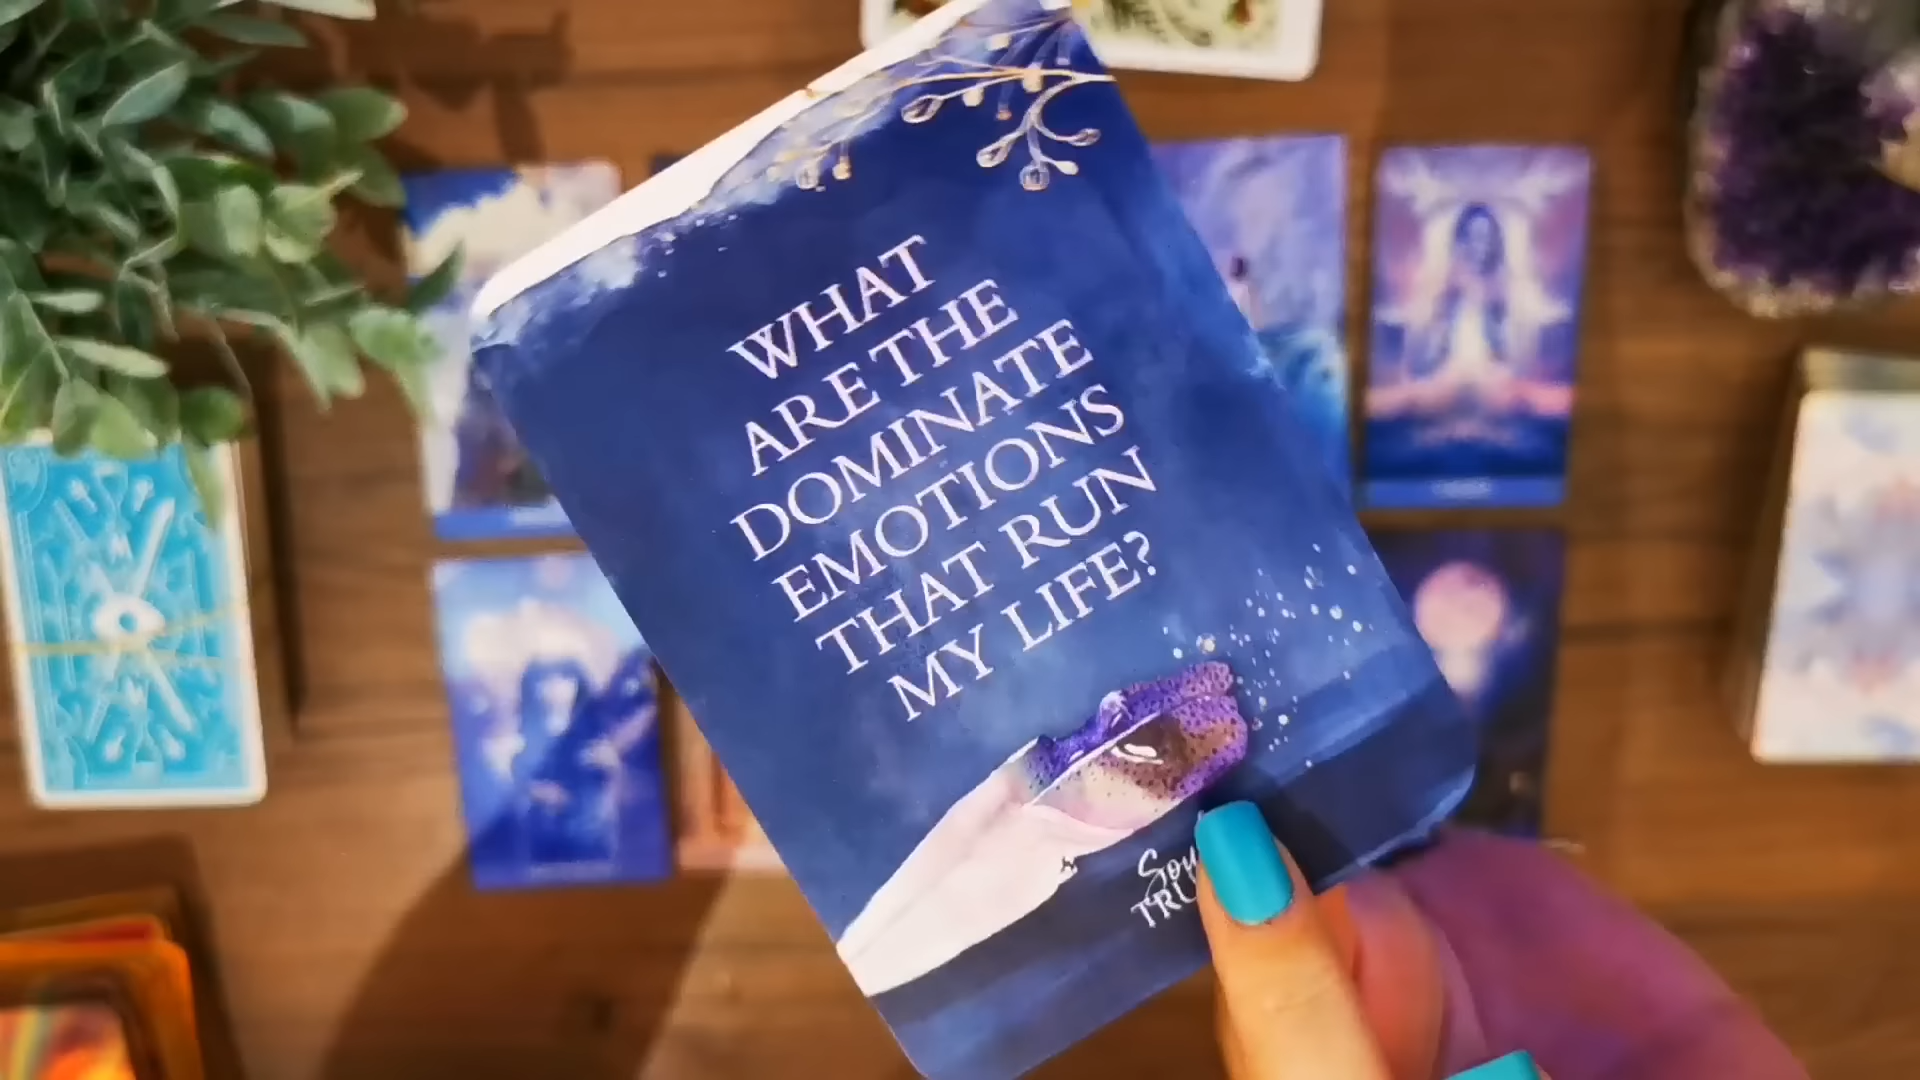 WHAT
ARE THE
DOMINATE
EMOTIONS
THAT RUN
MY LIFE?